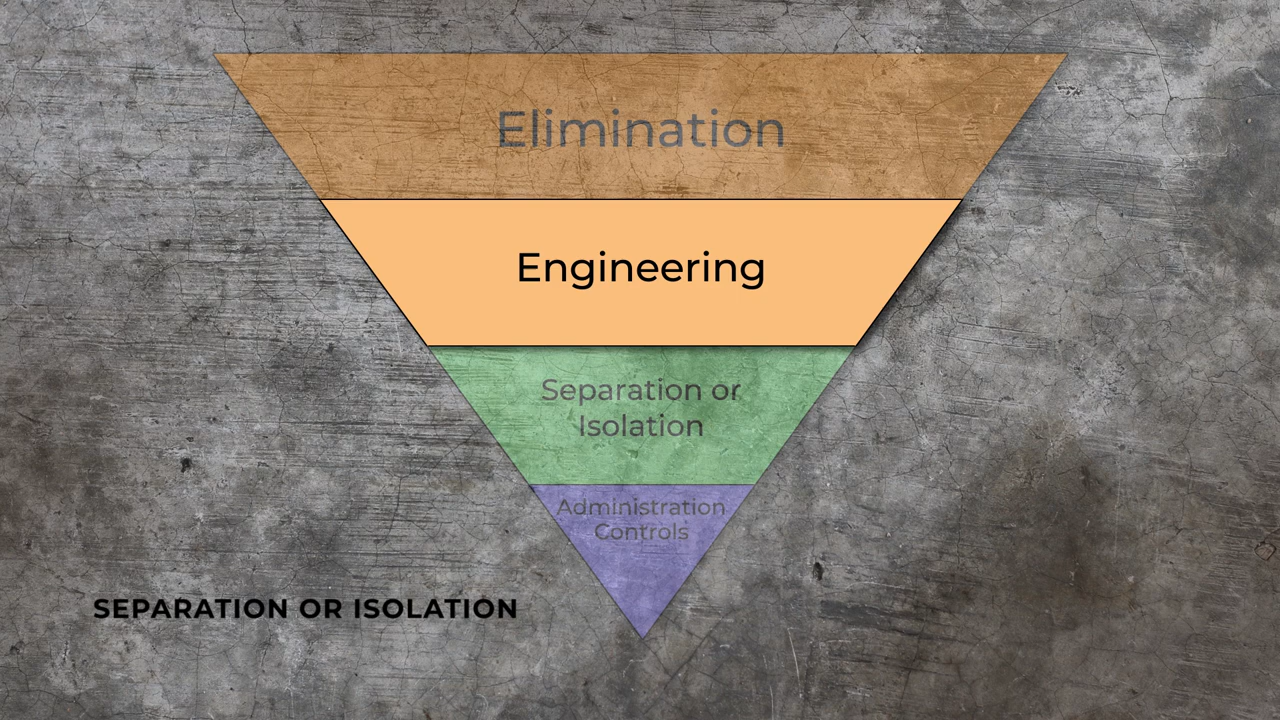 Elimination
Engineering
Separation or
Isolation
Administration
Controls
SEPARATION OR ISOLATION